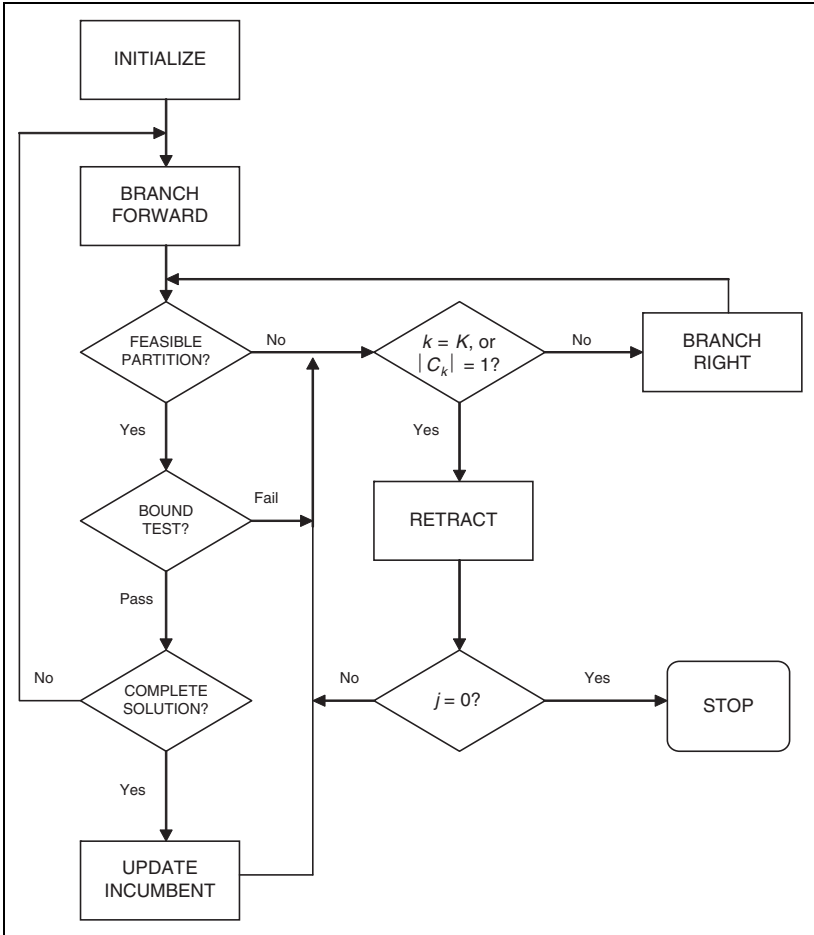 INITIALIZE
BRANCH
FORWARD
FEASIBLE
PARTITION?
No
k = K, or
|C_k| = 1?
No
BRANCH
RIGHT
Yes
Yes
BOUND
TEST?
Fail
RETRACT
Pass
No
COMPLETE
SOLUTION?
No
j = 0?
Yes
STOP
Yes
UPDATE
INCUMBENT